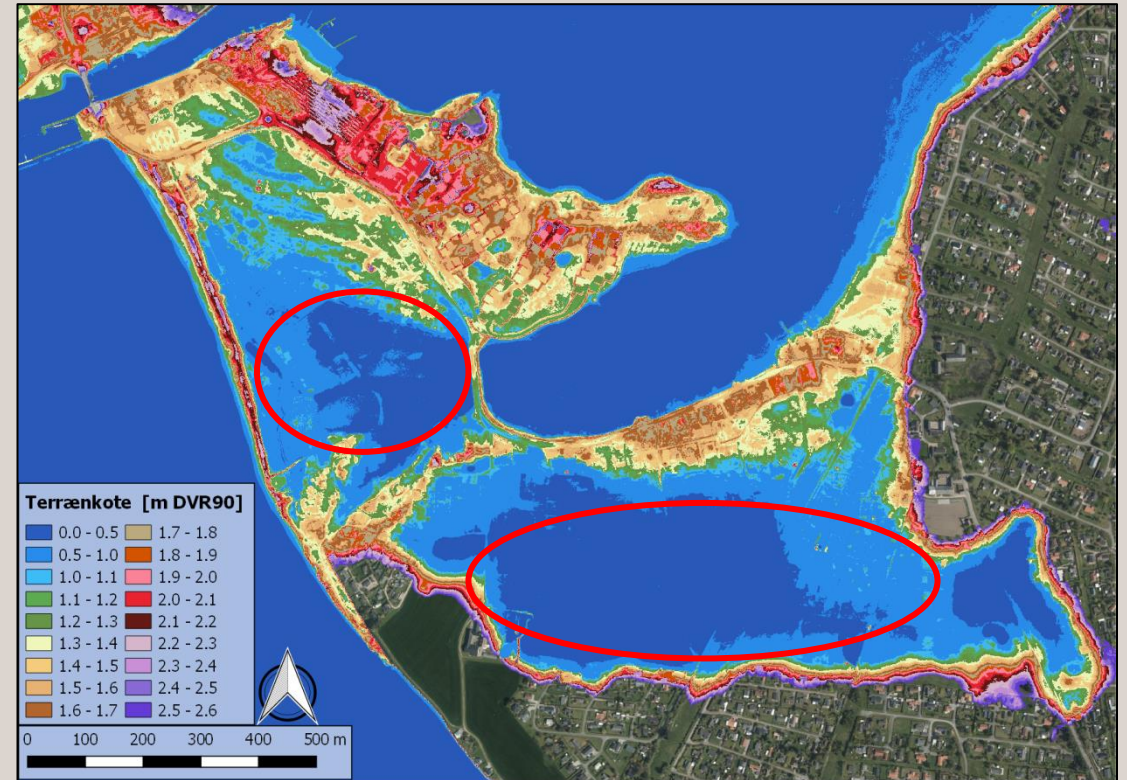 Terrænkote [m DVR90]
0.0 - 0.5 1.7 - 1.8
0.5 - 1.0 1.8 - 1.9
1.0 - 1.1 1.9 - 2.0
1.1 - 1.2 2.0 - 2.1
1.2 - 1.3 2.1 - 2.2
1.3 - 1.4 2.2 - 2.3
1.4 - 1.5 2.3 - 2.4
1.5 - 1.6 2.4 - 2.5
1.6 - 1.7 2.5 - 2.6
0 100 200 300 400 500 m